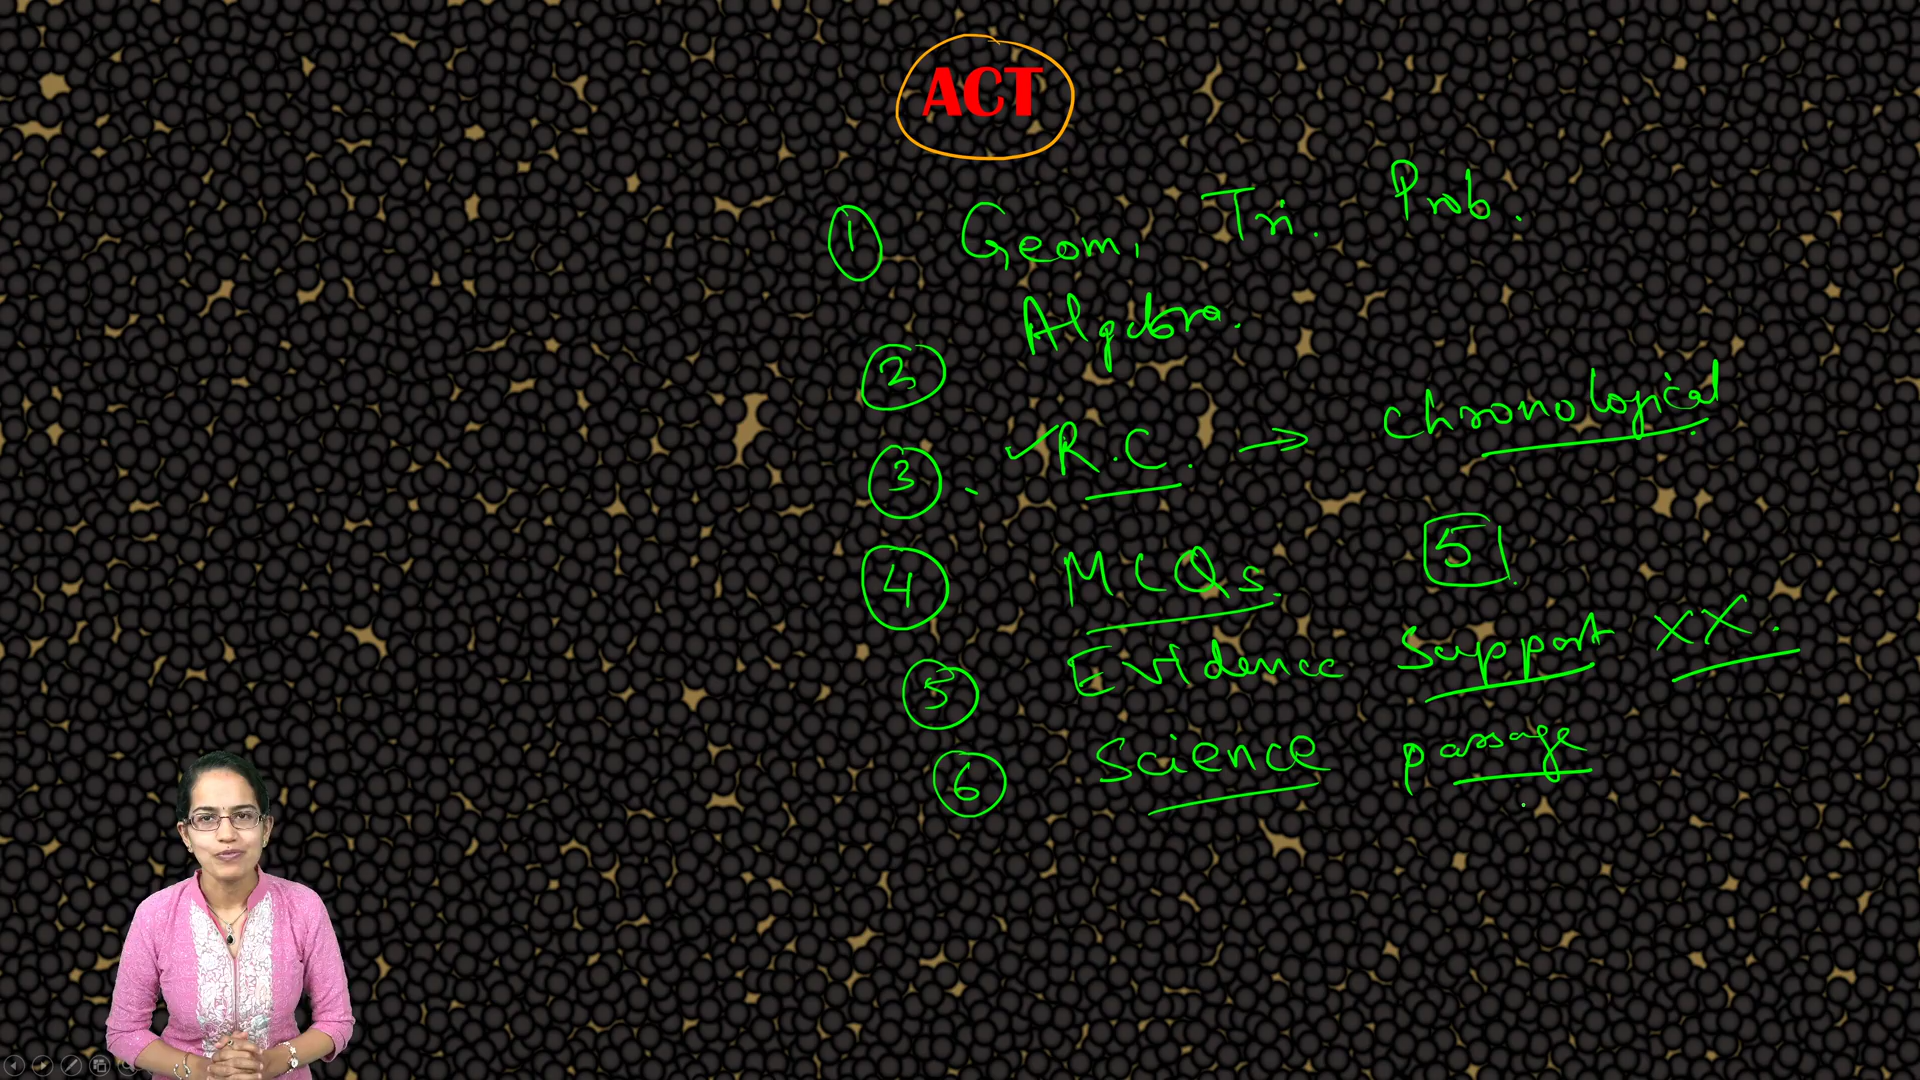 ACT
1 Geom, Tri. Prob.
Algebra.
2
3. ✓R.C. → chronological
4 MCQs. 5
5 Evidence Support XX.
6 Science passage